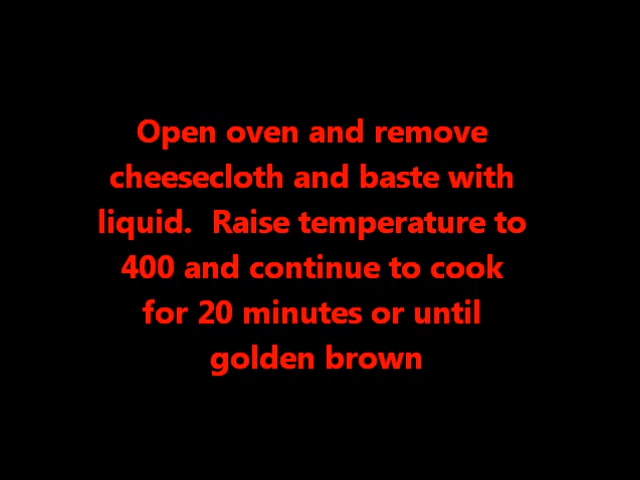 Open oven and remove
cheesecloth and baste with
liquid.  Raise temperature to
400 and continue to cook
for 20 minutes or until
golden brown